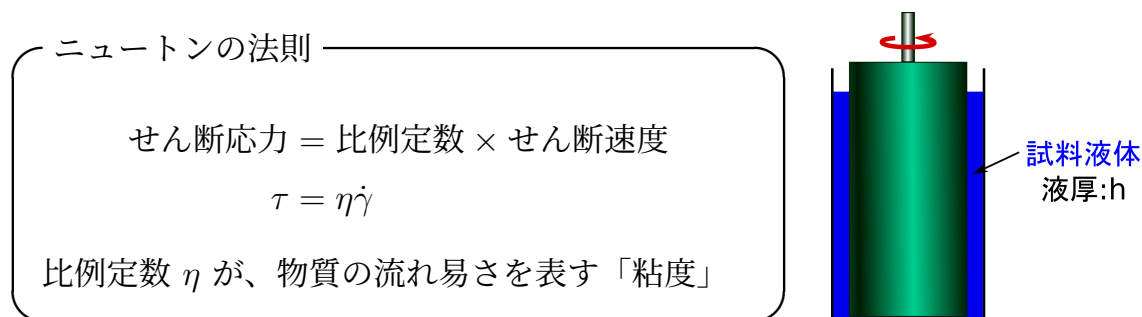 ニュートンの法則
せん断応力 = 比例定数 × せん断速度
τ = ηγ̇
比例定数 η が、物質の流れ易さを表す「粘度」
試料液体
液厚:h